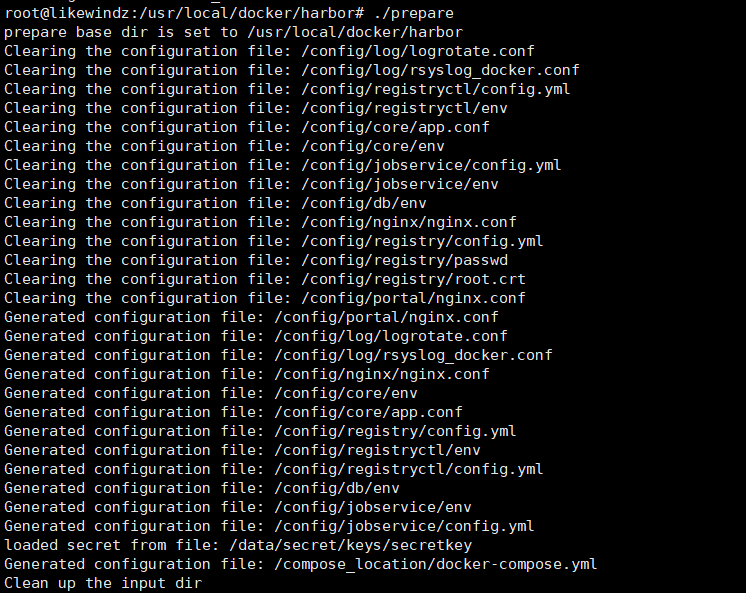 root@likewindz:/usr/local/docker/harbor# ./prepare
prepare base dir is set to /usr/local/docker/harbor
Clearing the configuration file: /config/log/logrotate.conf
Clearing the configuration file: /config/log/rsyslog_docker.conf
Clearing the configuration file: /config/registryctl/config.yml
Clearing the configuration file: /config/registryctl/env
Clearing the configuration file: /config/core/app.conf
Clearing the configuration file: /config/core/env
Clearing the configuration file: /config/jobservice/config.yml
Clearing the configuration file: /config/jobservice/env
Clearing the configuration file: /config/db/env
Clearing the configuration file: /config/nginx/nginx.conf
Clearing the configuration file: /config/registry/config.yml
Clearing the configuration file: /config/registry/passwd
Clearing the configuration file: /config/registry/root.crt
Clearing the configuration file: /config/portal/nginx.conf
Generated configuration file: /config/portal/nginx.conf
Generated configuration file: /config/log/logrotate.conf
Generated configuration file: /config/log/rsyslog_docker.conf
Generated configuration file: /config/nginx/nginx.conf
Generated configuration file: /config/core/env
Generated configuration file: /config/core/app.conf
Generated configuration file: /config/registry/config.yml
Generated configuration file: /config/registryctl/env
Generated configuration file: /config/registryctl/config.yml
Generated configuration file: /config/db/env
Generated configuration file: /config/jobservice/env
Generated configuration file: /config/jobservice/config.yml
loaded secret from file: /data/secret/keys/secretkey
Generated configuration file: /compose_location/docker-compose.yml
Clean up the input dir